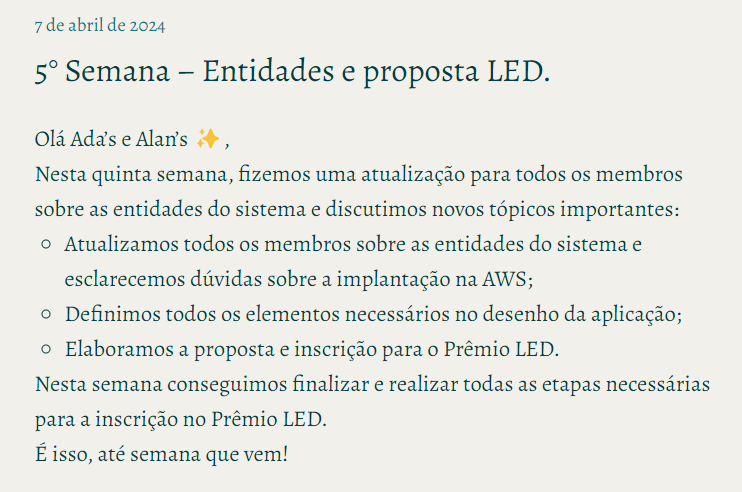 7 de abril de 2024
5° Semana – Entidades e proposta LED.
Olá Ada’s e Alan’s ✨ ,
Nesta quinta semana, fizemos uma atualização para todos os membros
sobre as entidades do sistema e discutimos novos tópicos importantes:
◦ Atualizamos todos os membros sobre as entidades do sistema e
esclarecemos dúvidas sobre a implantação na AWS;
◦ Definimos todos os elementos necessários no desenho da aplicação;
◦ Elaboramos a proposta e inscrição para o Prêmio LED.
Nesta semana conseguimos finalizar e realizar todas as etapas necessárias
para a inscrição no Prêmio LED.
É isso, até semana que vem!